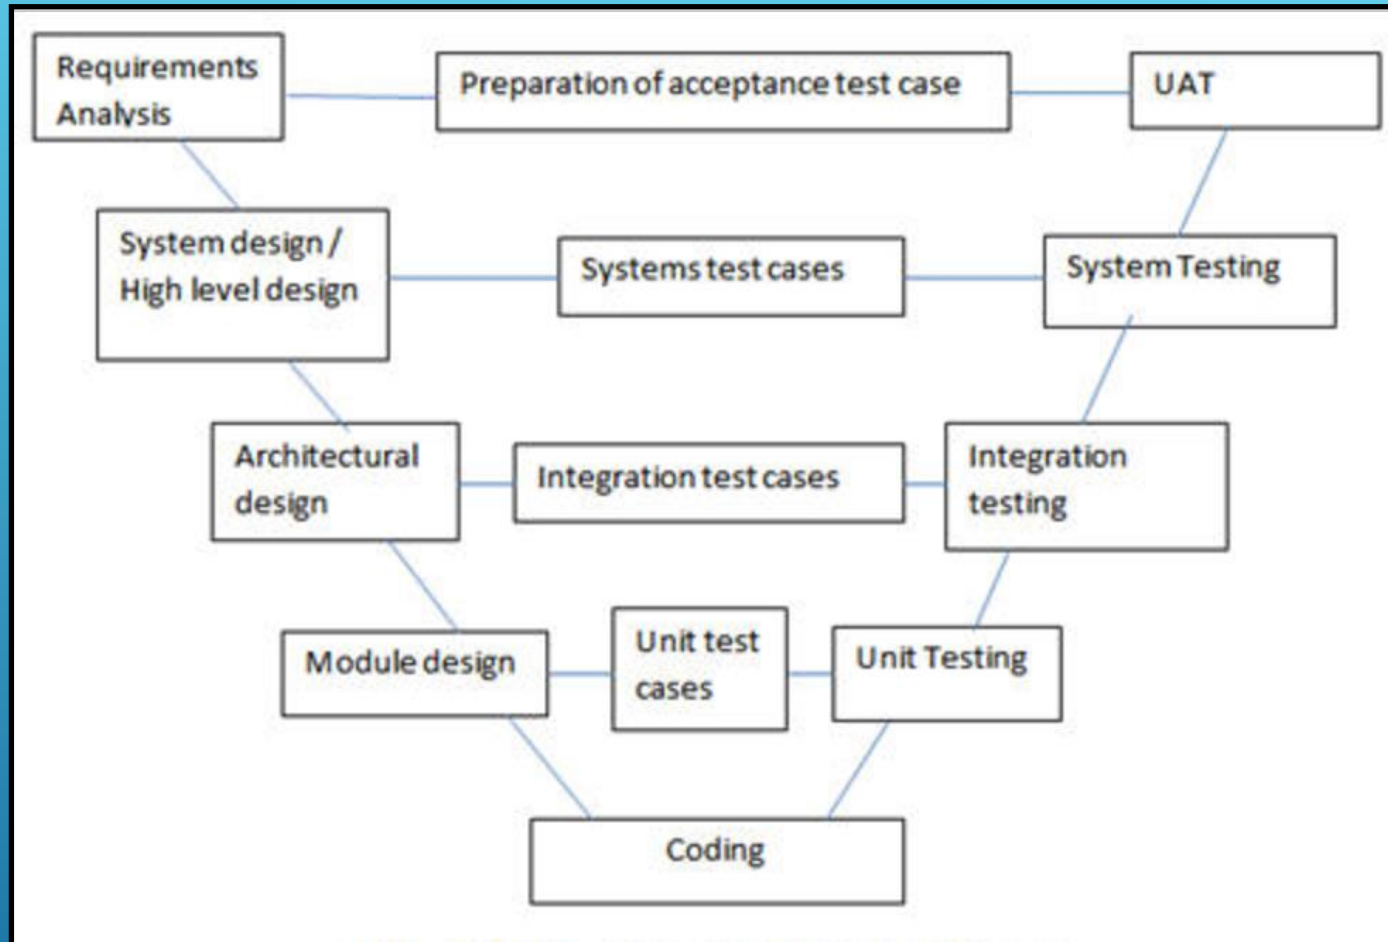 Requirements
Analysis
Preparation of acceptance test case
UAT
System design /
High level design
Systems test cases
System Testing
Architectural
design
Integration test cases
Integration
testing
Module design
Unit test
cases
Unit Testing
Coding